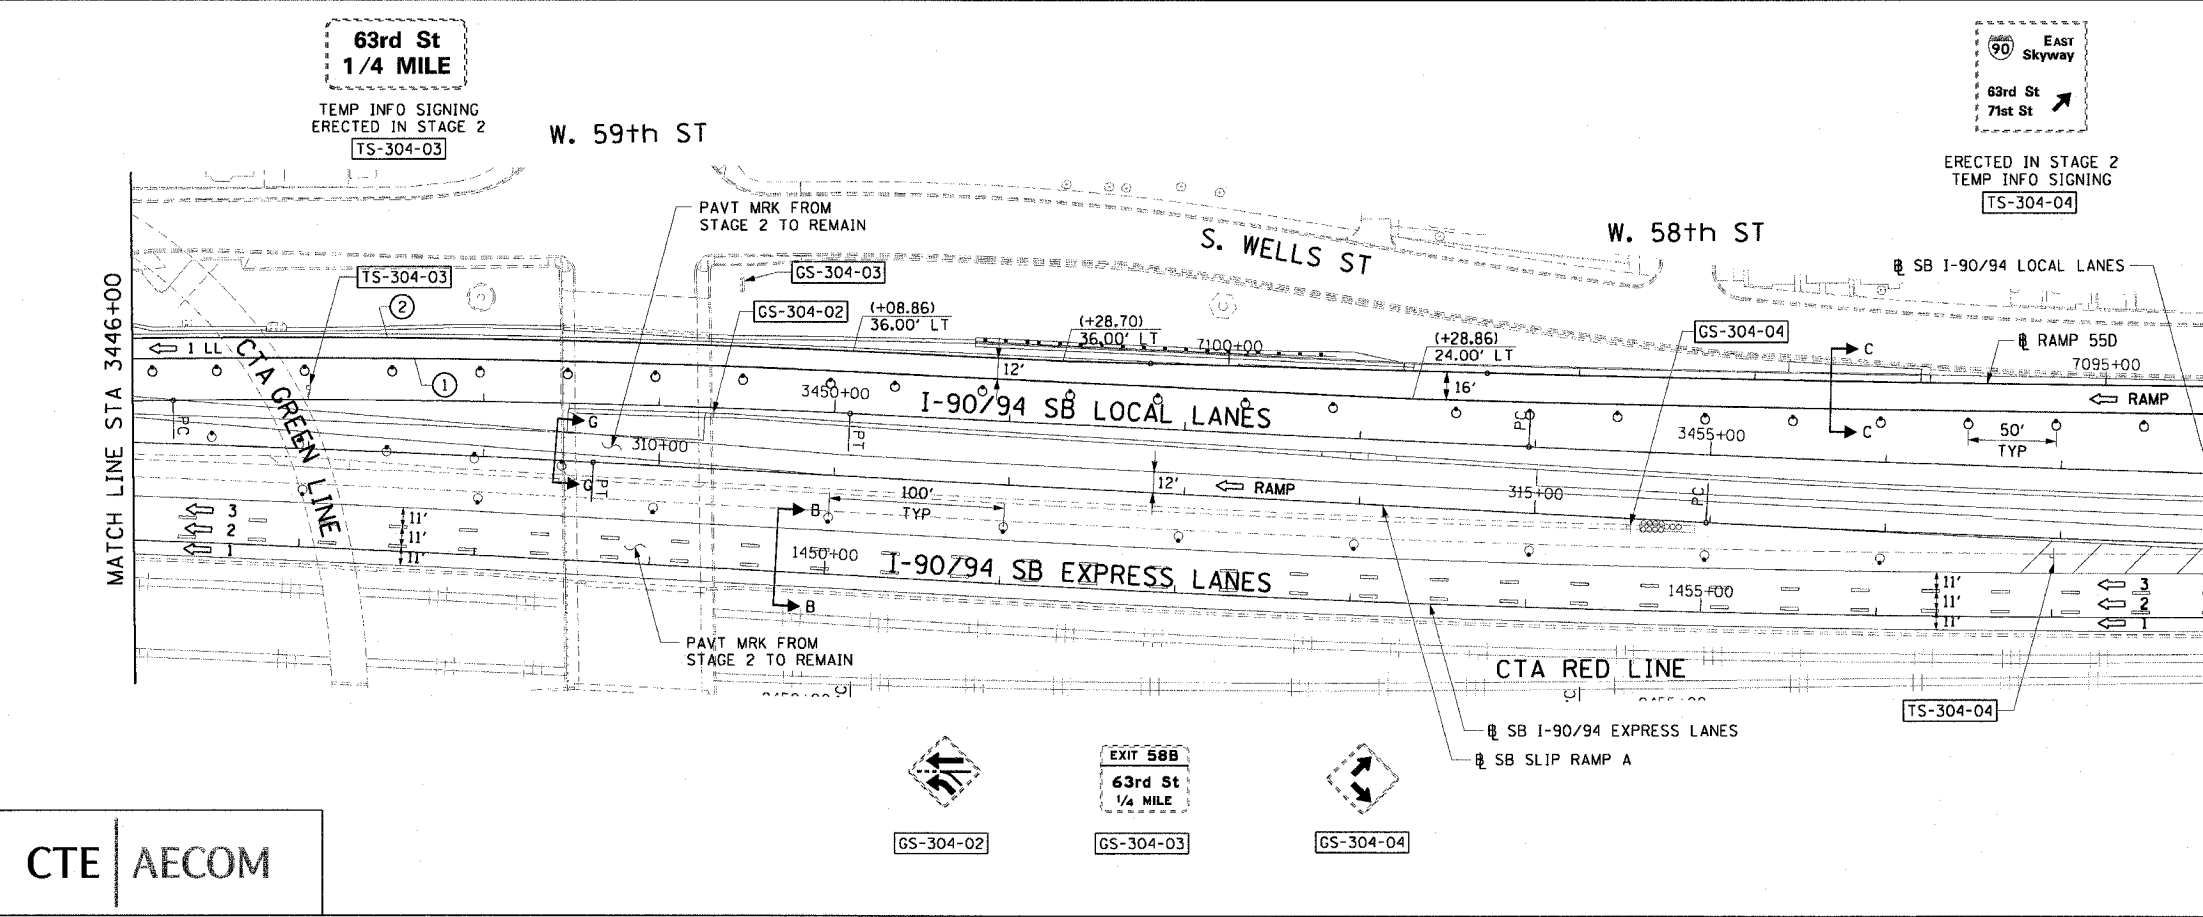 63rd St
1/4 MILE
TEMP INFO SIGNING
ERECTED IN STAGE 2
TS-304-03
W. 59th ST
90
EAST
Skyway
63rd St
71st St
ERECTED IN STAGE 2
TEMP INFO SIGNING
TS-304-04
PAVT MRK FROM
STAGE 2 TO REMAIN
S. WELLS ST
W. 58th ST
℄ SB I-90/94 LOCAL LANES
TS-304-03
GS-304-03
GS-304-02
2
(+08.86)
36.00' LT
(+28.70)
36.00' LT
7100+00
(+28.86)
24.00' LT
GS-304-04
C
℄ RAMP 55D
7095+00
MATCH LINE STA 3446+00
1 LL
CTA GREEN LINE
1
12'
16'
RAMP
3450+00
I-90/94 SB LOCAL LANES
PC
G
310+00
PT
PC
3455+00
C
50'
TYP
G
PT
12'
RAMP
315+00
PC
100'
TYP
B
3
2
1
11'
11'
11'
1450+00
I-90/94 SB EXPRESS LANES
1455+00
11'
11'
11'
3
2
1
B
PAVT MRK FROM
STAGE 2 TO REMAIN
CTA RED LINE
TS-304-04
℄ SB I-90/94 EXPRESS LANES
℄ SB SLIP RAMP A
EXIT 58B
63rd St
1/4 MILE
GS-304-02
GS-304-03
GS-304-04
CTE | AECOM